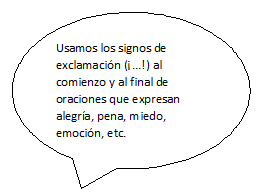 Usamos los signos de
exclamación (¡...!) al
comienzo y al final de
oraciones que expresan
alegría, pena, miedo,
emoción, etc.